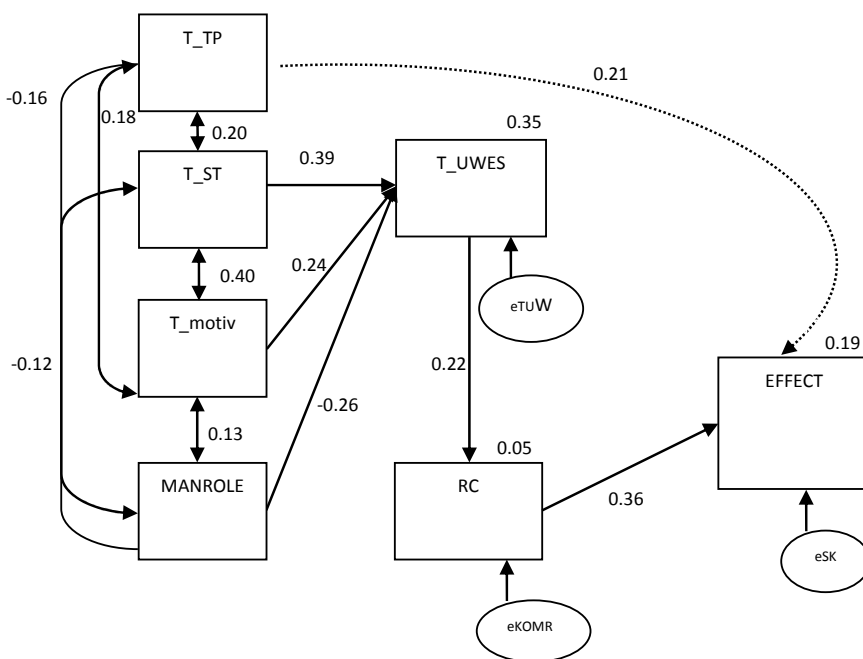 T_TP
0.21
-0.16
0.18
0.20
0.35
T_ST
0.39
T_UWES
0.40
0.24
eTUW
T_motiv
-0.12
0.22
0.19
EFFECT
-0.26
0.13
0.05
MANROLE
RC
0.36
eSK
eKOMR